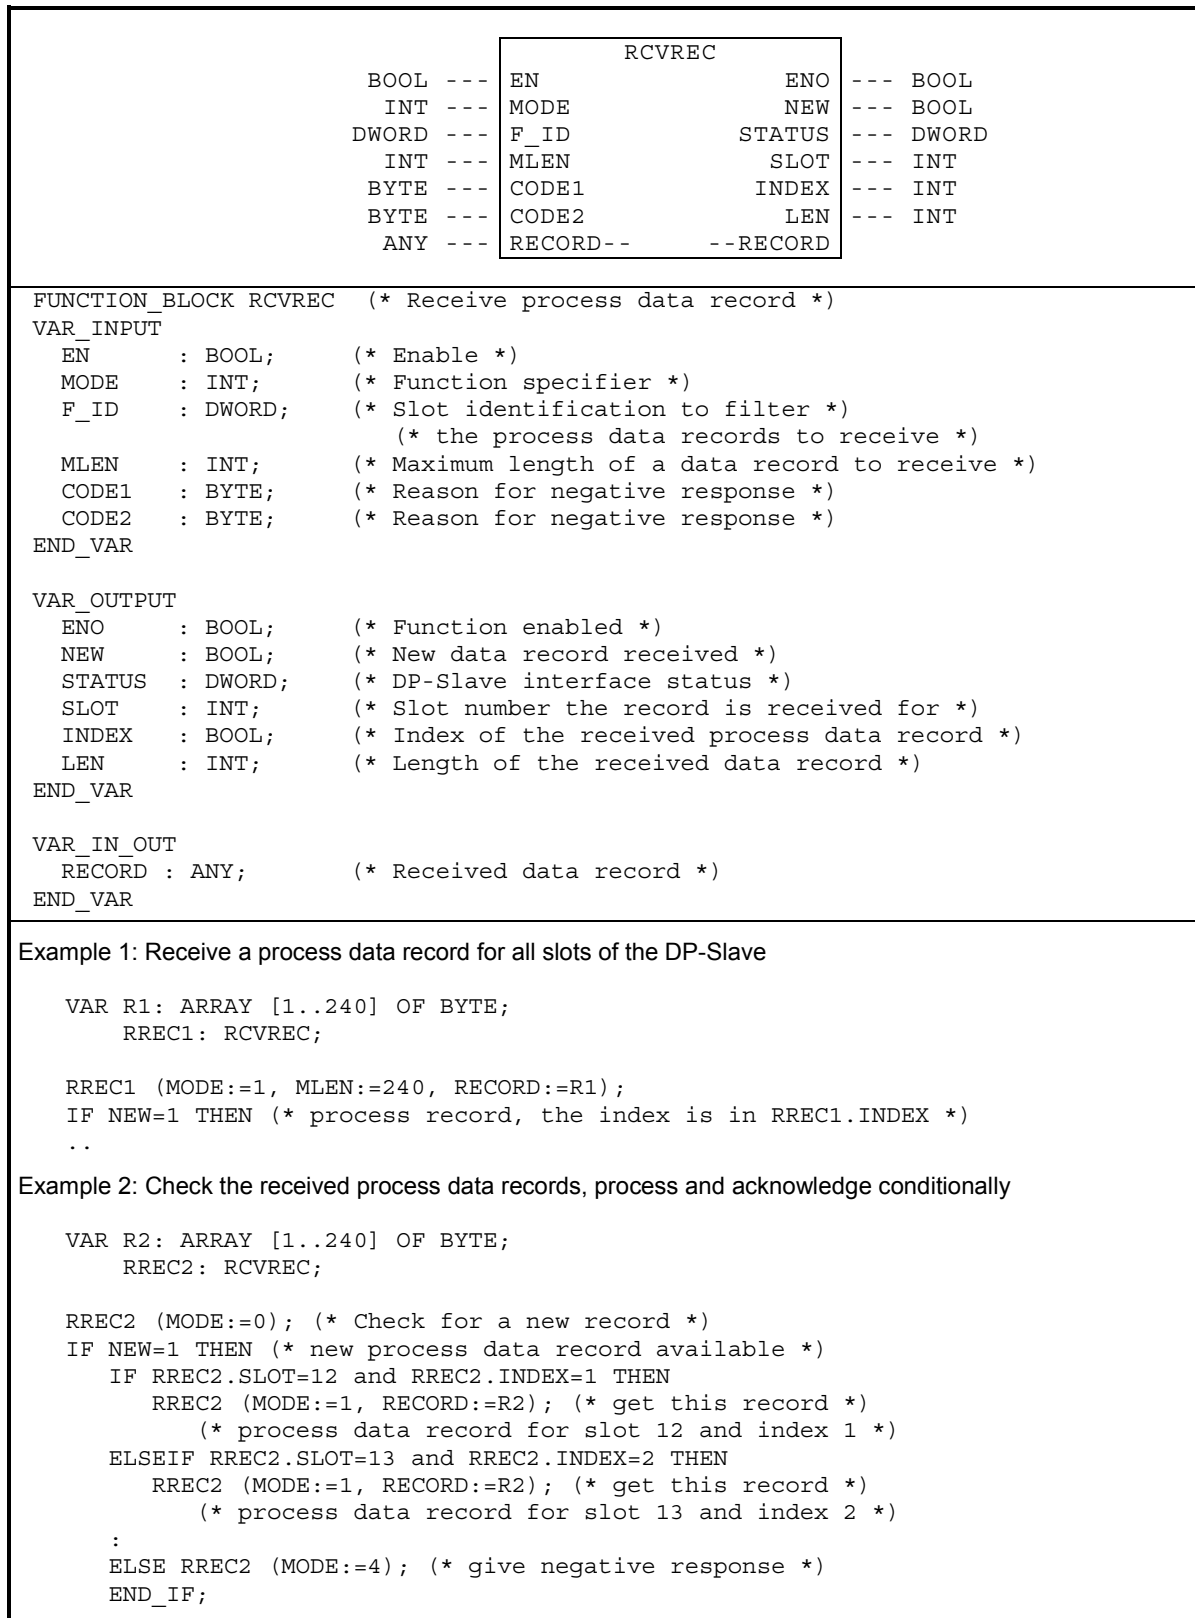 RCVREC
BOOL --- EN ENO --- BOOL
INT --- MODE NEW --- BOOL
DWORD --- F_ID STATUS --- DWORD
INT --- MLEN SLOT --- INT
BYTE --- CODE1 INDEX --- INT
BYTE --- CODE2 LEN --- INT
ANY --- RECORD-- --RECORD
FUNCTION_BLOCK RCVREC (* Receive process data record *)
VAR_INPUT
EN : BOOL; (* Enable *)
MODE : INT; (* Function specifier *)
F_ID : DWORD; (* Slot identification to filter *)
(* the process data records to receive *)
MLEN : INT; (* Maximum length of a data record to receive *)
CODE1 : BYTE; (* Reason for negative response *)
CODE2 : BYTE; (* Reason for negative response *)
END_VAR
VAR_OUTPUT
ENO : BOOL; (* Function enabled *)
NEW : BOOL; (* New data record received *)
STATUS : DWORD; (* DP-Slave interface status *)
SLOT : INT; (* Slot number the record is received for *)
INDEX : BOOL; (* Index of the received process data record *)
LEN : INT; (* Length of the received data record *)
END_VAR
VAR_IN_OUT
RECORD : ANY; (* Received data record *)
END_VAR
Example 1: Receive a process data record for all slots of the DP-Slave
VAR R1: ARRAY [1..240] OF BYTE;
RREC1: RCVREC;
RREC1 (MODE:=1, MLEN:=240, RECORD:=R1);
IF NEW=1 THEN (* process record, the index is in RREC1.INDEX *)
..
Example 2: Check the received process data records, process and acknowledge conditionally
VAR R2: ARRAY [1..240] OF BYTE;
RREC2: RCVREC;
RREC2 (MODE:=0); (* Check for a new record *)
IF NEW=1 THEN (* new process data record available *)
IF RREC2.SLOT=12 and RREC2.INDEX=1 THEN
RREC2 (MODE:=1, RECORD:=R2); (* get this record *)
(* process data record for slot 12 and index 1 *)
ELSEIF RREC2.SLOT=13 and RREC2.INDEX=2 THEN
RREC2 (MODE:=1, RECORD:=R2); (* get this record *)
(* process data record for slot 13 and index 2 *)
:
ELSE RREC2 (MODE:=4); (* give negative response *)
END_IF;